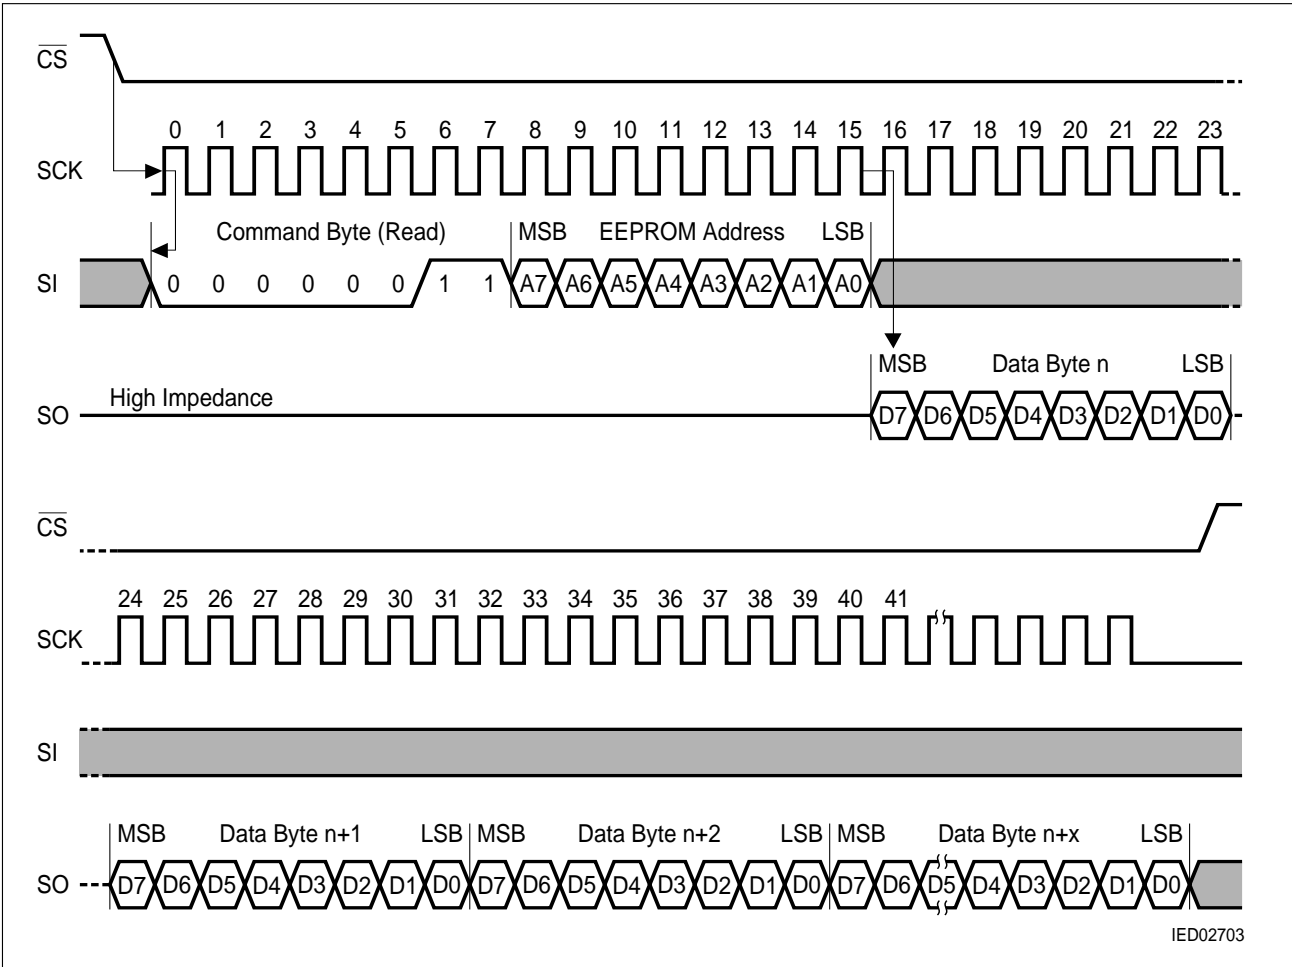 CS
0 1 2 3 4 5 6 7 8 9 10 11 12 13 14 15 16 17 18 19 20 21 22 23
SCK
Command Byte (Read) MSB EEPROM Address LSB
SI 0 0 0 0 0 0 1 1 A7 A6 A5 A4 A3 A2 A1 A0
MSB Data Byte n LSB
High Impedance
SO D7 D6 D5 D4 D3 D2 D1 D0
CS
24 25 26 27 28 29 30 31 32 33 34 35 36 37 38 39 40 41
SCK
SI
MSB Data Byte n+1 LSB MSB Data Byte n+2 LSB MSB Data Byte n+x LSB
SO D7 D6 D5 D4 D3 D2 D1 D0 D7 D6 D5 D4 D3 D2 D1 D0 D7 D6 D5 D4 D3 D2 D1 D0
IED02703